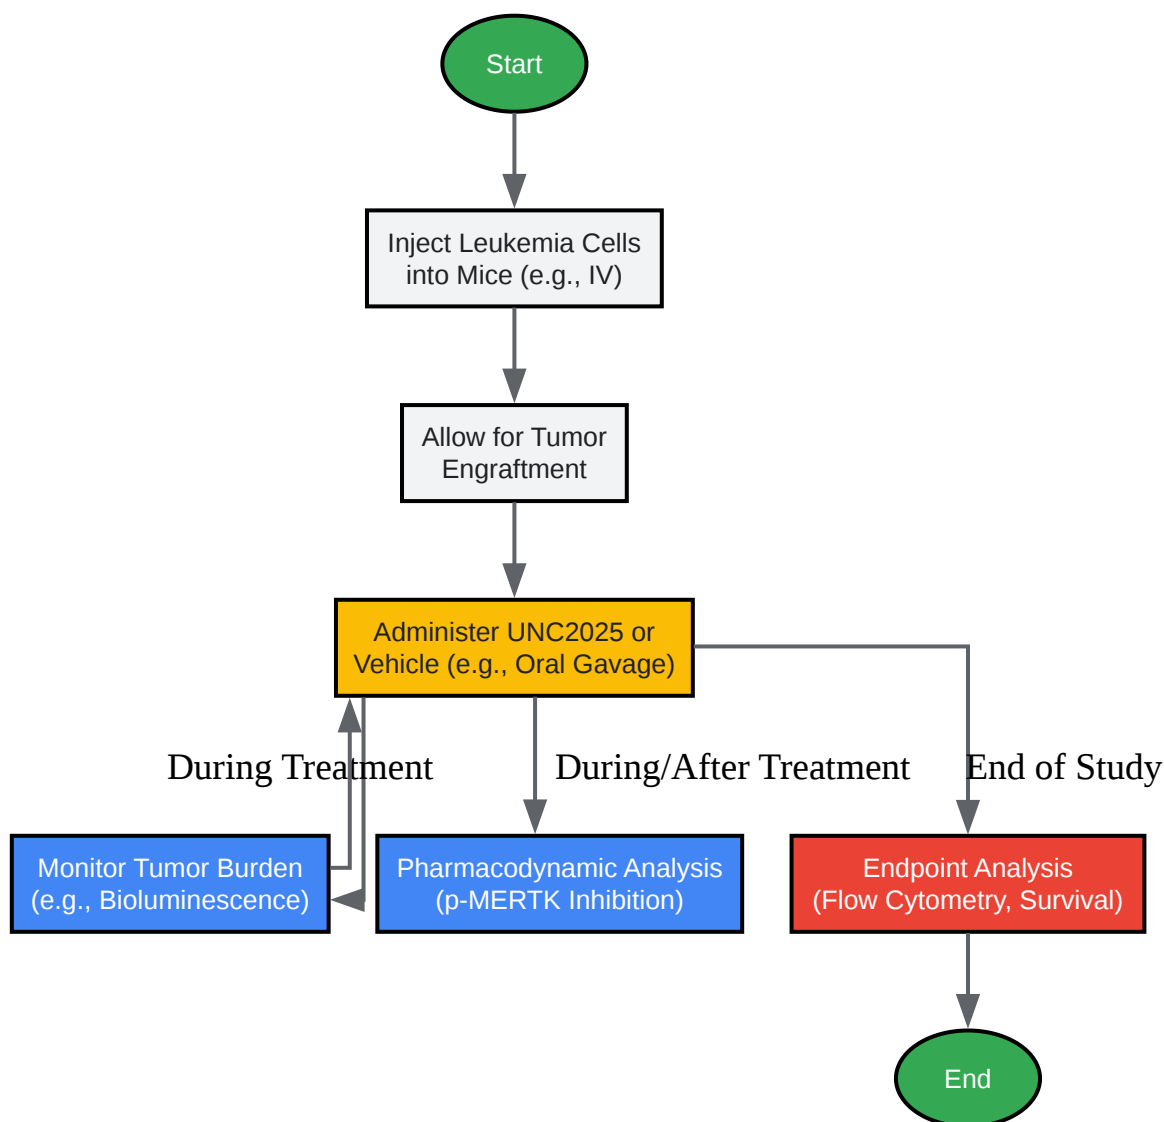 Start
Inject Leukemia Cells
into Mice (e.g., IV)
Allow for Tumor
Engraftment
Administer UNC2025 or
Vehicle (e.g., Oral Gavage)
During Treatment
During/After Treatment
End of Study
Monitor Tumor Burden
(e.g., Bioluminescence)
Pharmacodynamic Analysis
(p-MERTK Inhibition)
Endpoint Analysis
(Flow Cytometry, Survival)
End